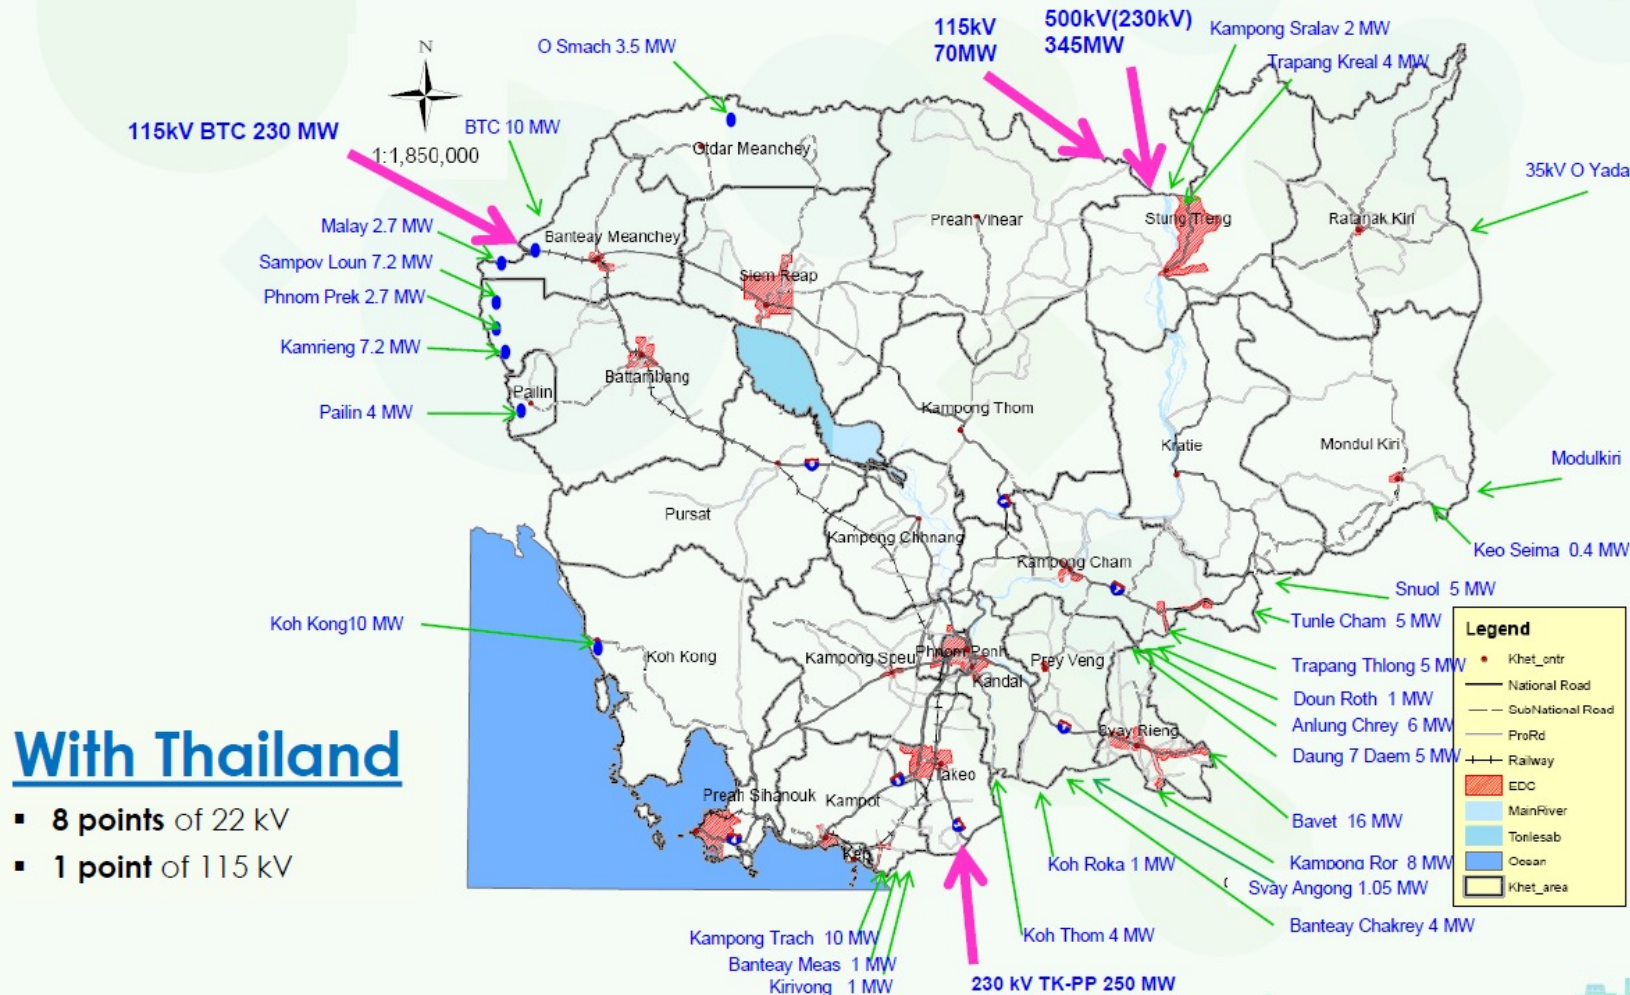 115kV
70MW
500kV(230kV)
345MW
Kampong Sralav 2 MW
Trapang Kreal 4 MW
O Smach 3.5 MW
N
1:1,850,000
115kV BTC 230 MW
BTC 10 MW
Otdar Meanchey
35kV O Yada
Malay 2.7 MW
Banteay Meanchey
Preah Vihear
Stung Treng
Ratanak Kiri
Sampov Loun 7.2 MW
Siem Reap
Phnom Prek 2.7 MW
Kamrieng 7.2 MW
Battambang
Pailin
Pailin 4 MW
Kampong Thom
Kratie
Mondul Kiri
Modulkiri
Pursat
Kampong Chhnang
Keo Seima 0.4 MW
Kampong Cham
Snuol 5 MW
Tunle Cham 5 MW
Koh Kong10 MW
Koh Kong
Kampong Speu
Phnom Penh
Prey Veng
Kandal
Trapang Thlong 5 MW
Doun Roth 1 MW
Anlung Chrey 6 MW
Daung 7 Daem 5 MW
Svay Rieng
Takeo
Preah Sihanouk
Kampot
Kep
Bavet 16 MW
Koh Roka 1 MW
Kampong Ror 8 MW
Svay Angong 1.05 MW
Banteay Chakrey 4 MW
Kampong Trach 10 MW
Koh Thom 4 MW
Banteay Meas 1 MW
Kirivong 1 MW
230 kV TK-PP 250 MW
Legend
Khet_cntr
National Road
SubNational Road
ProRd
Railway
EDC
MainRiver
Tonlesab
Ocean
Khet_area
With Thailand
▪ 8 points of 22 kV
▪ 1 point of 115 kV